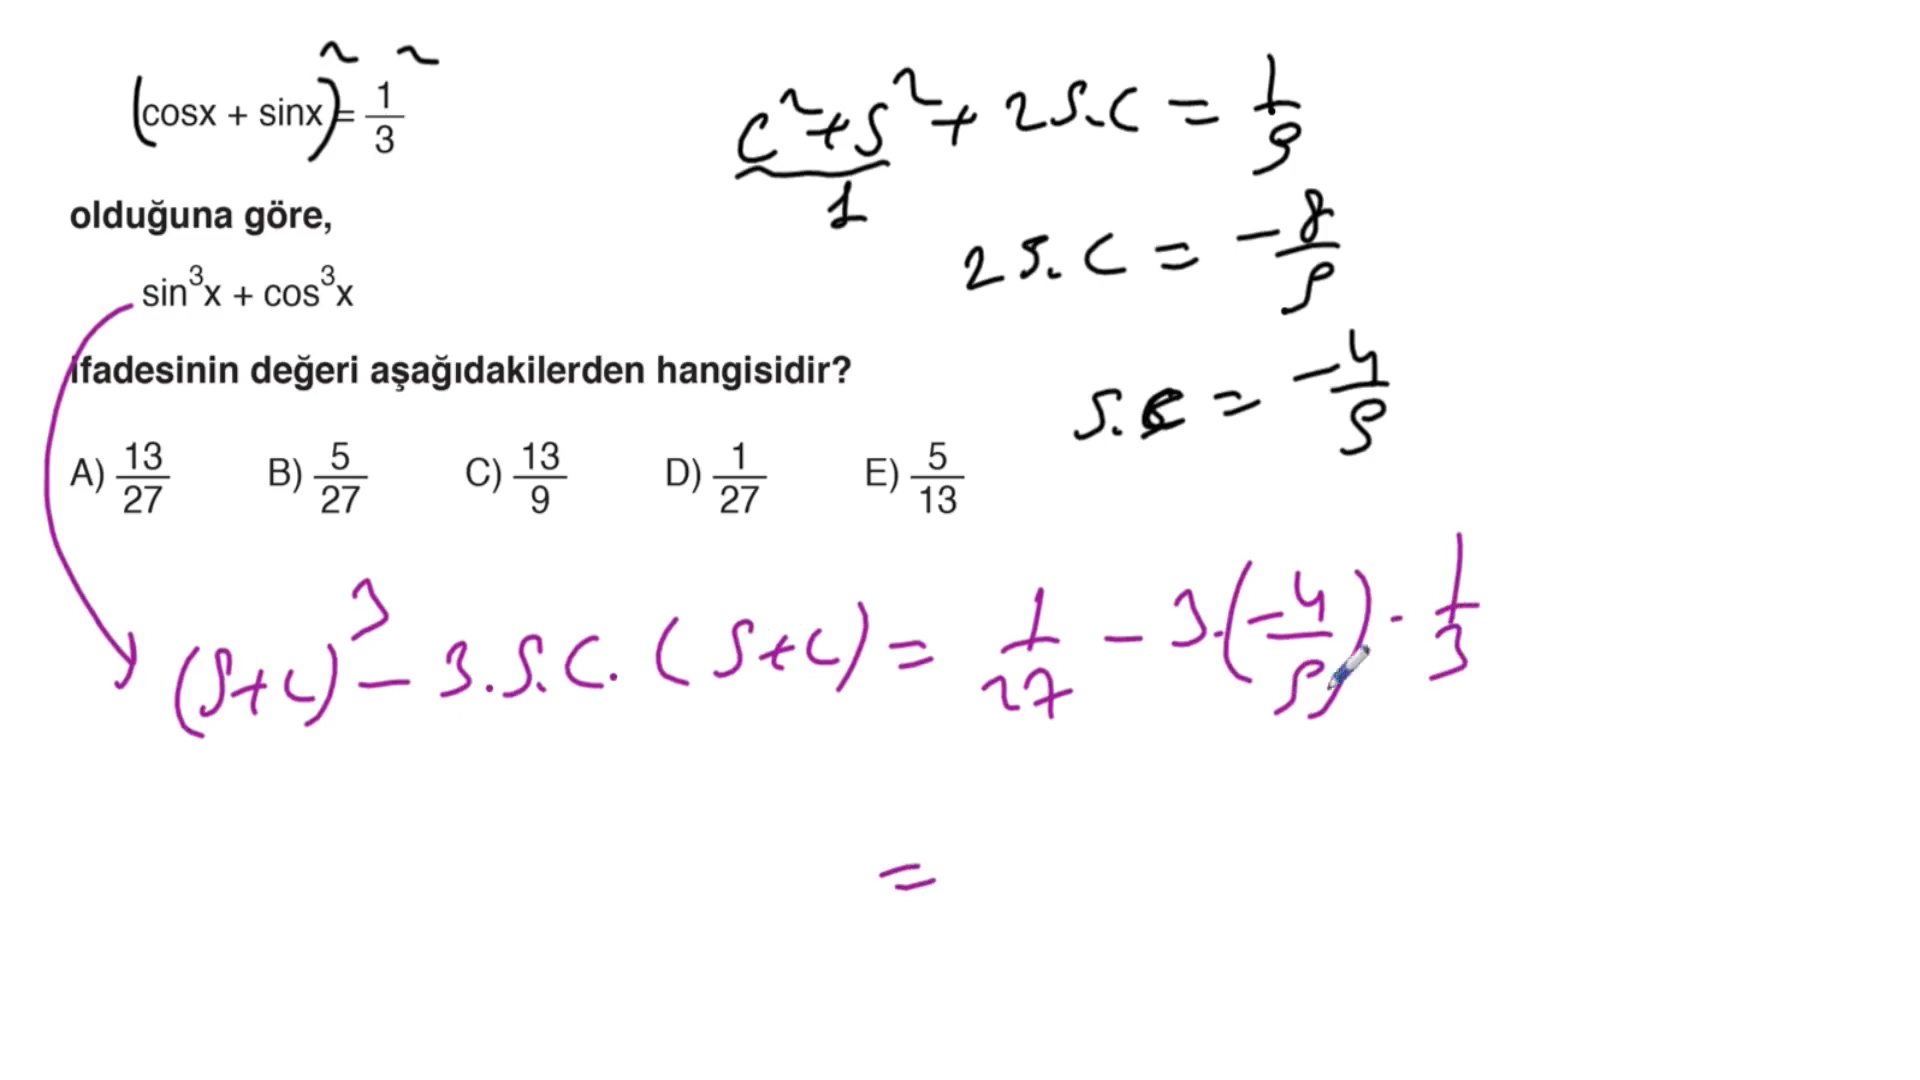 (cosx + sinx)² = 1/3 ²
olduğuna göre,
sin³x + cos³x
ifadesinin değeri aşağıdakilerden hangisidir?
A) 13/27 B) 5/27 C) 13/9 D) 1/27 E) 5/13
c² + s² + 2s.c = 1/9
1
2s.c = -8/9
s.c = -4/9
(s+c)³ - 3.s.c.(s+c) = 1/27 - 3.(-4/9).1/3
=